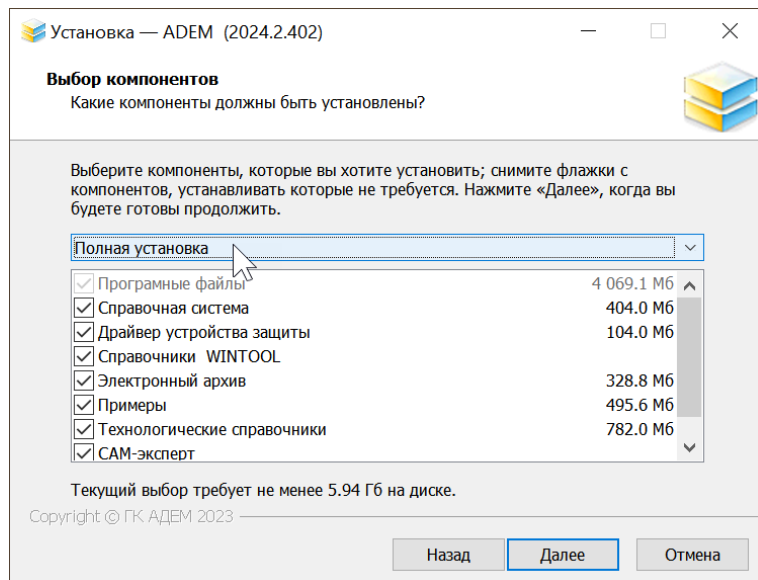 Установка — ADEM (2024.2.402)
Выбор компонентов
Какие компоненты должны быть установлены?
Выберите компоненты, которые вы хотите установить; снимите флажки с
компонентов, устанавливать которые не требуется. Нажмите «Далее», когда вы
будете готовы продолжить.
Полная установка
Програмные файлы 4 069.1 Мб
Справочная система 404.0 Мб
Драйвер устройства защиты 104.0 Мб
Справочники WINTOOL
Электронный архив 328.8 Мб
Примеры 495.6 Мб
Технологические справочники 782.0 Мб
CAM-эксперт
Текущий выбор требует не менее 5.94 Гб на диске.
Copyright © ГК АДЕМ 2023
Назад Далее Отмена